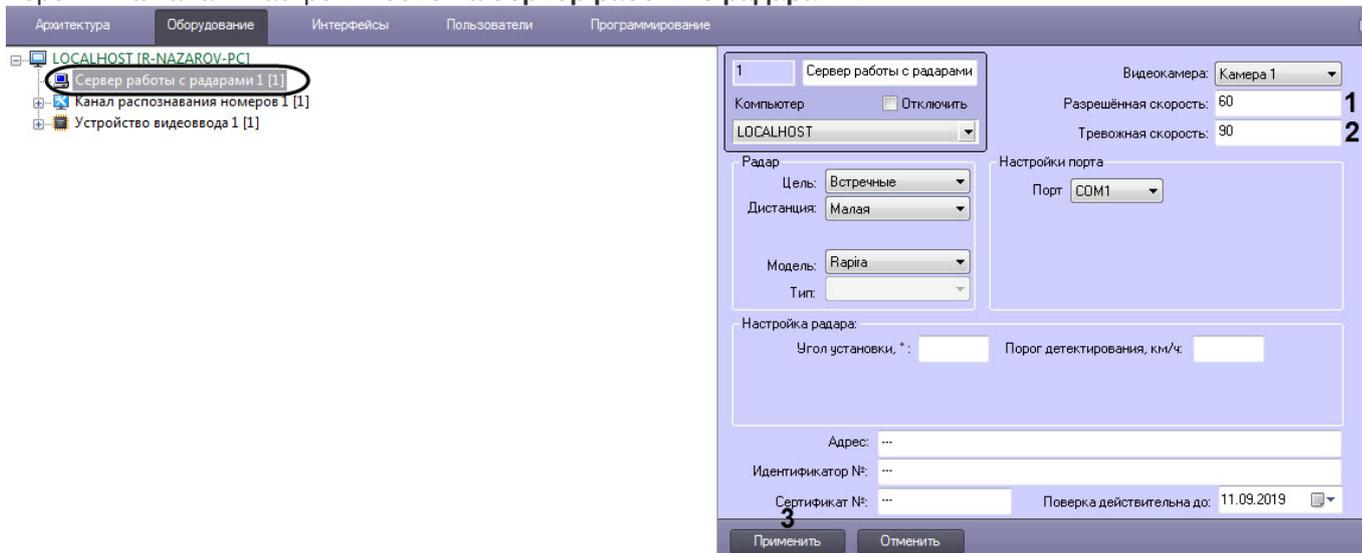 Архитектура Оборудование Интерфейсы Пользователи Программирование
LOCALHOST [R-NAZAROV-PC]
Сервер работы с радарами 1 [1]
Канал распознавания номеров 1 [1]
Устройство видеоввода 1 [1]
1 Сервер работы с радарами
Компьютер Отключить
LOCALHOST
Видеокамера: Камера 1
Разрешённая скорость: 60 1
Тревожная скорость: 90 2
Радар
Цель: Встречные
Дистанция: Малая
Модель: Rapira
Тип:
Настройки порта
Порт COM1
Настройка радара:
Угол установки, ° : Порог детектирования, км/ч:
Адрес: ---
Идентификатор №: ---
Сертификат №: --- Поверка действительна до: 11.09.2019
3
Применить Отменить